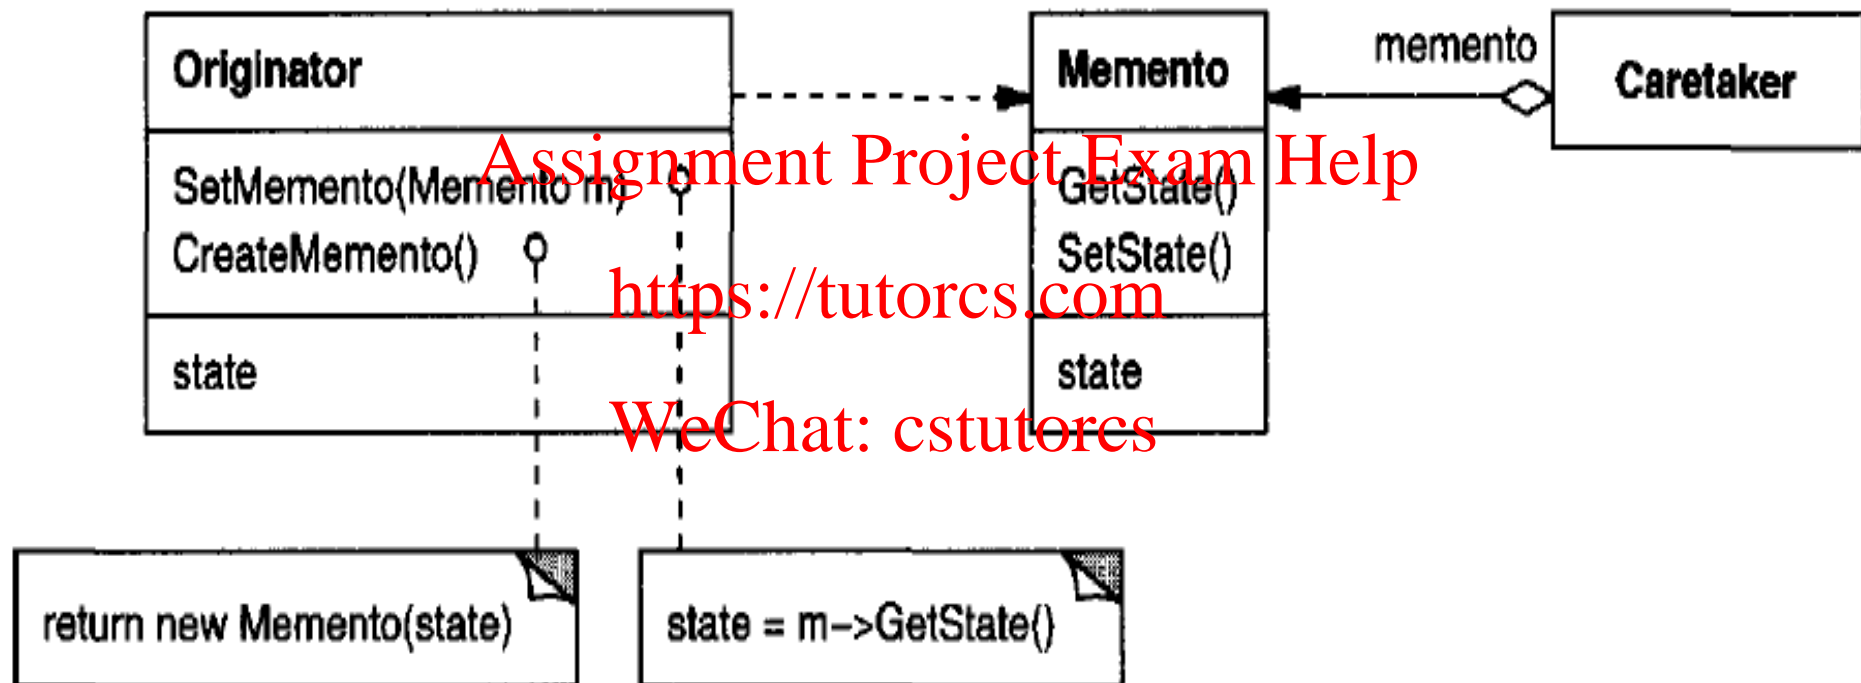 Originator
SetMemento(Memento m)
CreateMemento()
state
Memento
GetState()
SetState()
state
memento
Caretaker
return new Memento(state)
state = m->GetState()
Assignment Project Exam Help
https://tutorcs.com
WeChat: cstutorcs